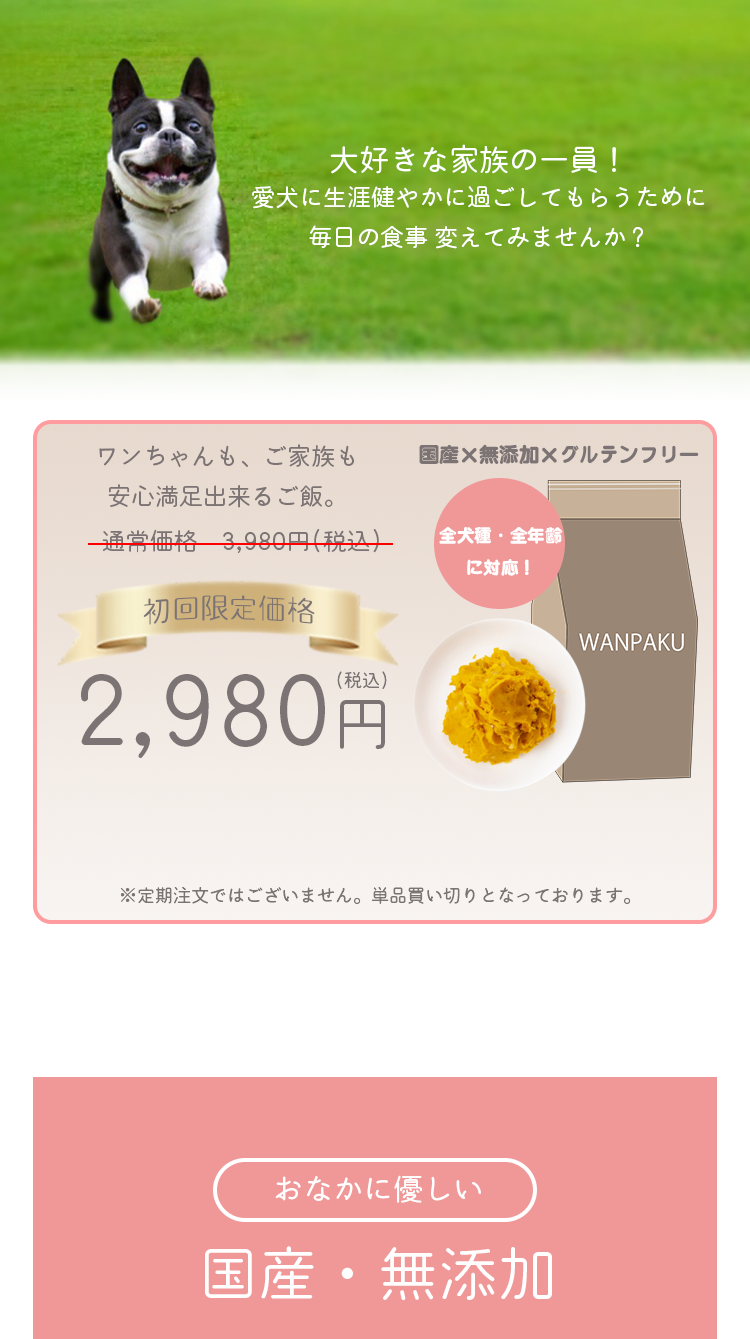 大好きな家族の一員！
愛犬に生涯健やかに過ごしてもらうために
毎日の食事 変えてみませんか？
ワンちゃんも、ご家族も
安心満足出来るご飯。
通常価格　3,980円(税込)
初回限定価格
2,980円(税込)
国産×無添加×グルテンフリー
全犬種・全年齢
に対応！
WANPAKU
※定期注文ではございません。単品買い切りとなっております。
おなかに優しい
国産・無添加